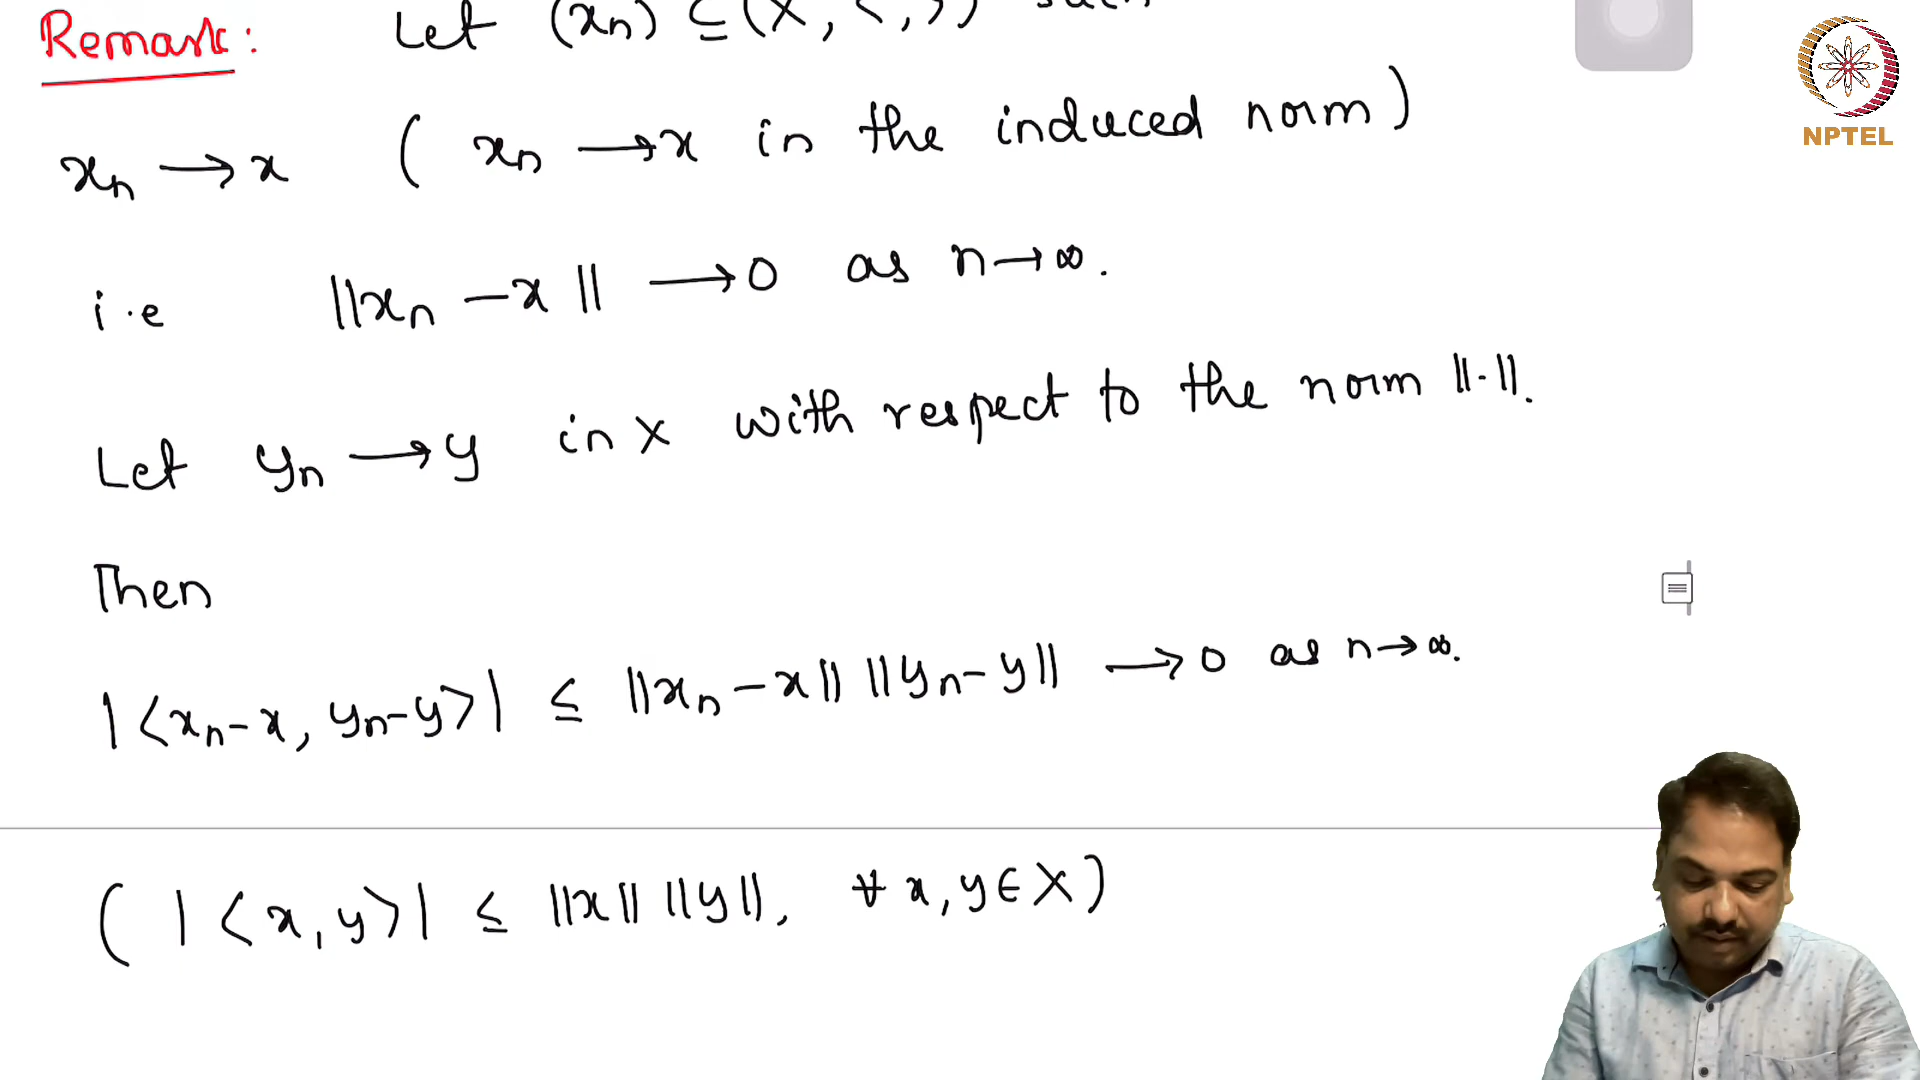 Remark: Let (xn) ⊆ (X, < , >) such
xn → x ( xn → x in the induced norm )
i.e ||xn − x|| → 0 as n → ∞.
Let yn → y in X with respect to the norm ||·||.
Then
|<xn − x, yn − y>| ≤ ||xn − x|| ||yn − y|| → 0 as n → ∞.
( |<x, y>| ≤ ||x|| ||y||, ∀ x, y ∈ X )
NPTEL